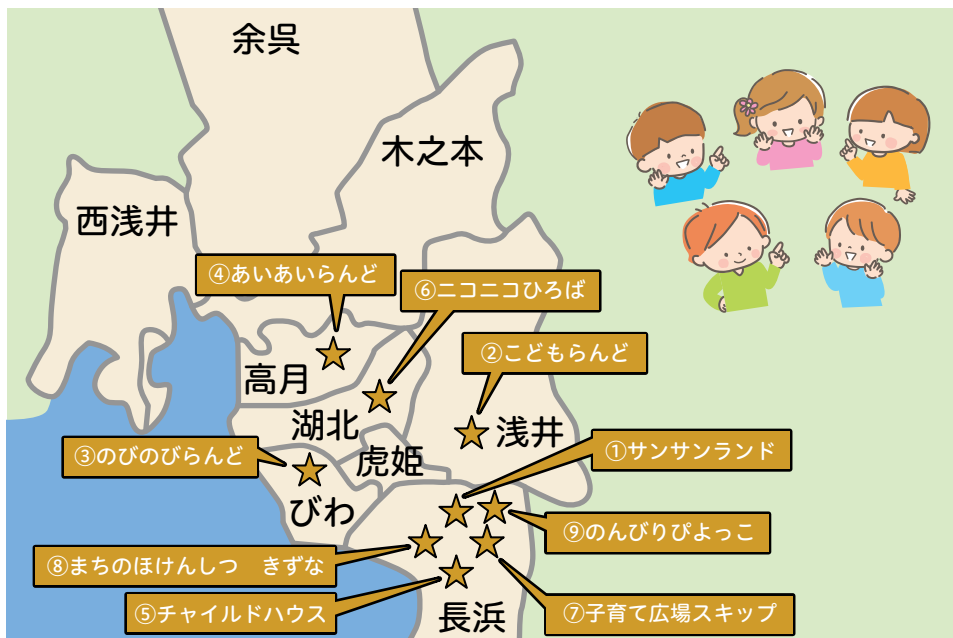 余呉
木之本
西浅井
④あいあいらんど
⑥ニコニコひろば
②こどもらんど
高月
湖北
浅井
①サンサンランド
③のびのびらんど
虎姫
びわ
⑨のんびりぴよっこ
⑧まちのほけんしつ　きずな
⑤チャイルドハウス
長浜
⑦子育て広場スキップ